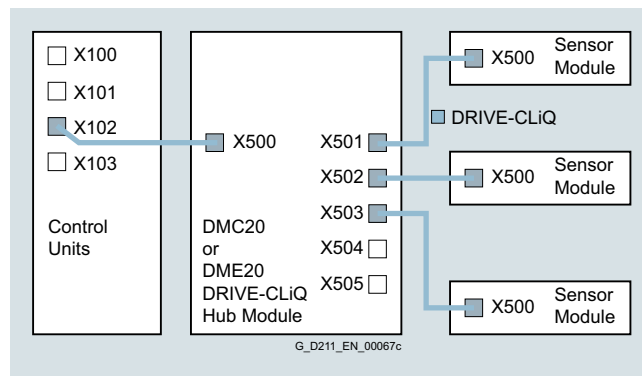 X100
X101
X102
X103
Control
Units
X500
X501
X502
X503
X504
X505
DMC20
or
DME20
DRIVE-CLiQ
Hub Module
X500
Sensor
Module
DRIVE-CLiQ
X500
Sensor
Module
X500
Sensor
Module
G_D211_EN_00067c